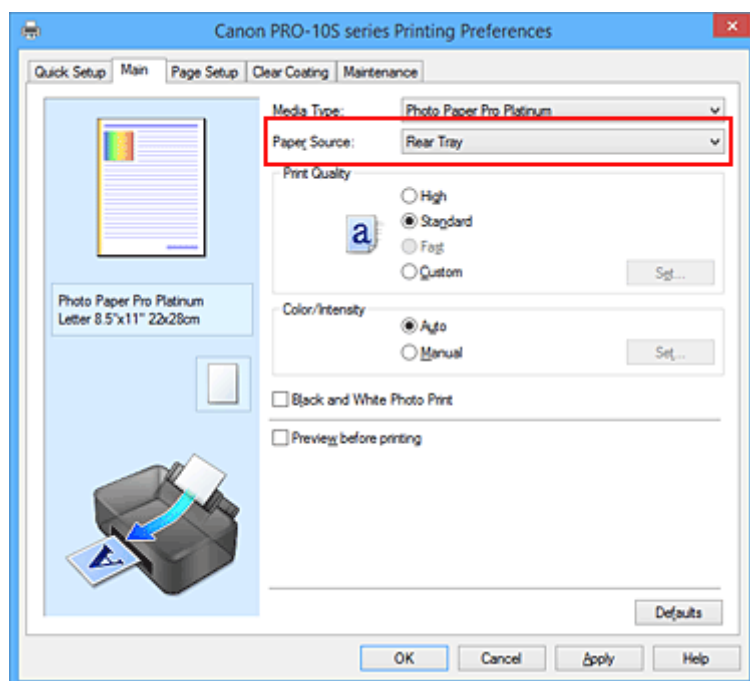 Canon PRO-10S series Printing Preferences
Quick Setup Main Page Setup Clear Coating Maintenance
Media Type: Photo Paper Pro Platinum
Paper Source: Rear Tray
Print Quality
High
a
Standard
Fast
Custom Set...
Photo Paper Pro Platinum
Letter 8.5"x11" 22x28cm
Color/Intensity
Auto
Manual Set...
Black and White Photo Print
Preview before printing
A
Defaults
OK Cancel Apply Help